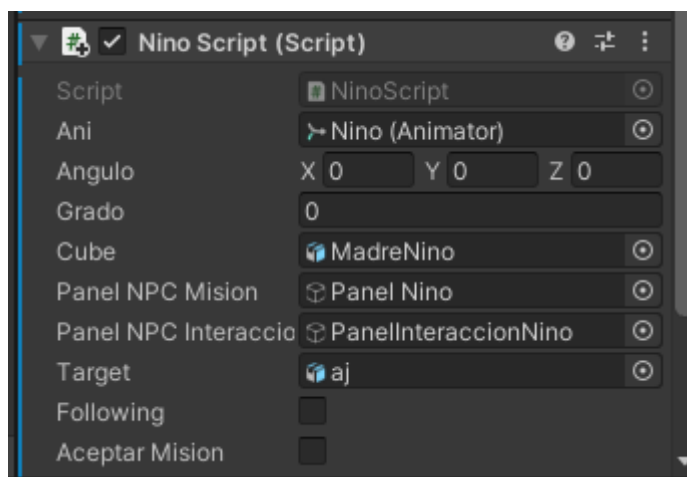 Nino Script (Script)
Script NinoScript
Ani Nino (Animator)
Angulo X 0 Y 0 Z 0
Grado 0
Cube MadreNino
Panel NPC Mision Panel Nino
Panel NPC Interaccio PanelInteraccionNino
Target aj
Following
Aceptar Mision